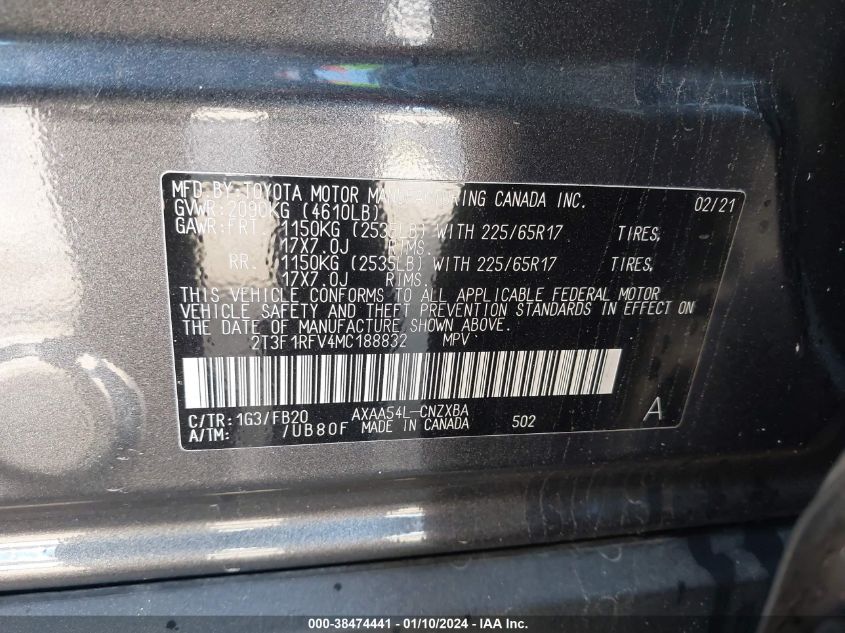 MFD BY: TOYOTA MOTOR MANUFACTURING CANADA INC. 02/21
GVWR: 2090KG (4610LB)
GAWR: FRT. 1150KG (2535LB) WITH 225/65R17 TIRES,
17X7.0J RIMS.
RR. 1150KG (2535LB) WITH 225/65R17 TIRES,
17X7.0J RIMS.
THIS VEHICLE CONFORMS TO ALL APPLICABLE FEDERAL MOTOR
VEHICLE SAFETY AND THEFT PREVENTION STANDARDS IN EFFECT ON
THE DATE OF MANUFACTURE SHOWN ABOVE.
2T3F1RFV4MC188832 MPV
C/TR: 1G3/FB20 AXAA54L-CNZXBA A
A/TM: /UB80F MADE IN CANADA 502
000-38474441 - 01/10/2024 - © IAA Inc.